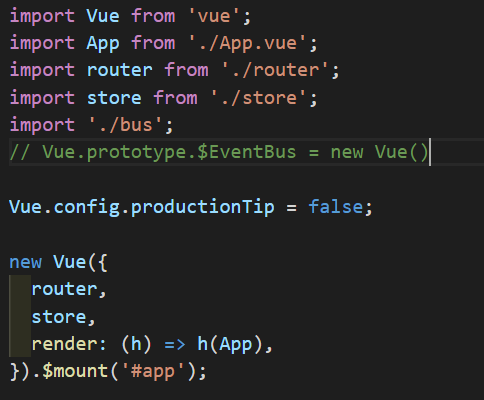 import Vue from 'vue';
import App from './App.vue';
import router from './router';
import store from './store';
import './bus';
// Vue.prototype.$EventBus = new Vue()
Vue.config.productionTip = false;
new Vue({
  router,
  store,
  render: (h) => h(App),
}).$mount('#app');